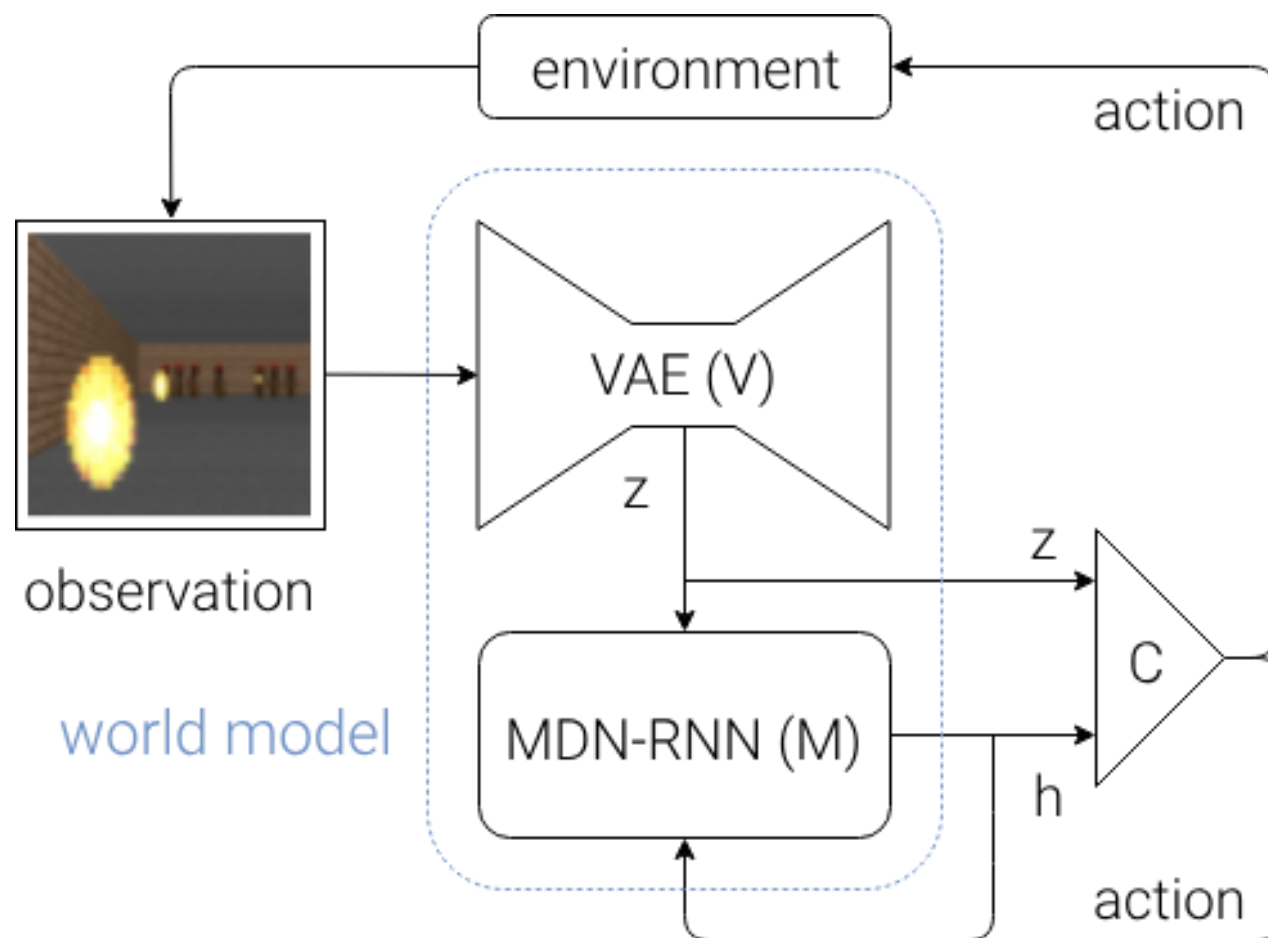 environment
action
VAE (V)
z
z
observation
C
world model
MDN-RNN (M)
h
action